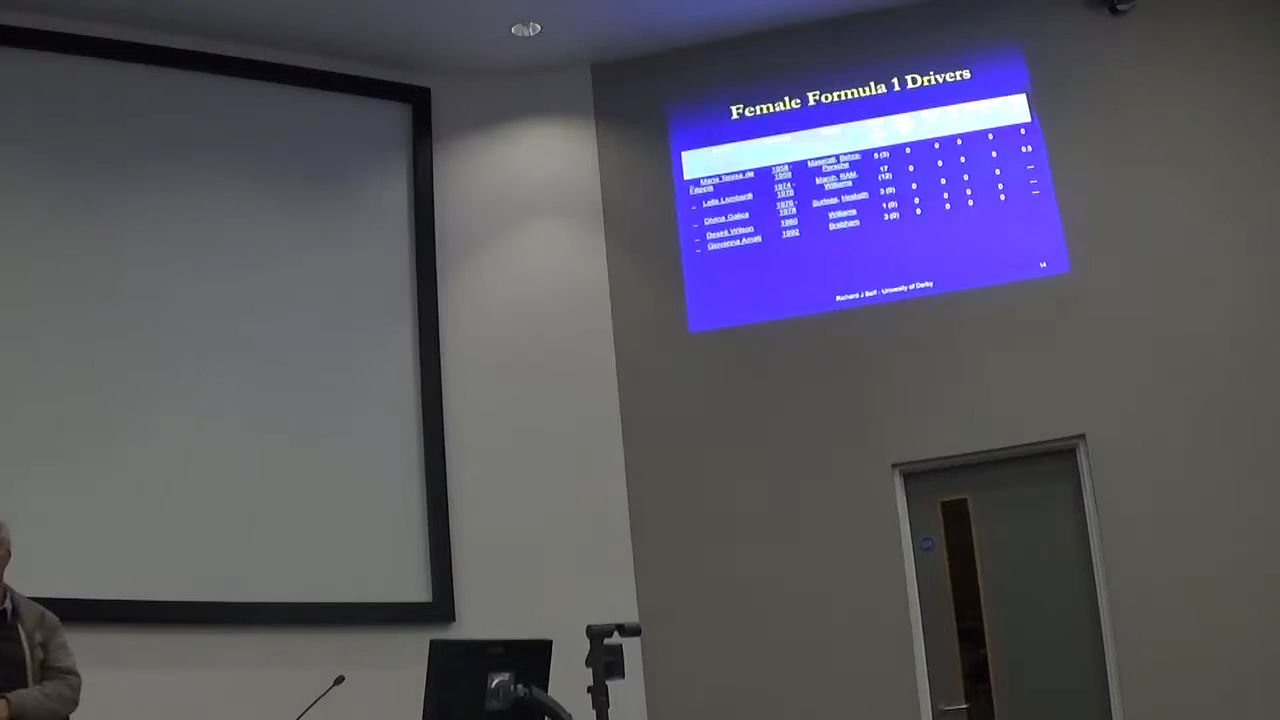 Female Formula 1 Drivers
Maria Teresa de Filippis 1958 - 1959 Maserati, Behra-Porsche 5 (3) 0 0 0 0 0
Lella Lombardi 1974 - 1976 March, RAM, Williams 17 (12) 0 0 0 0 0.5
Divina Galica 1976 - 1978 Surtees, Hesketh 3 (0) 0 0 0 0 —
Desiré Wilson 1980 Williams 1 (0) 0 0 0 0 —
Giovanna Amati 1992 Brabham 3 (0) 0 0 0 0
14
Richard J Self - University of Derby